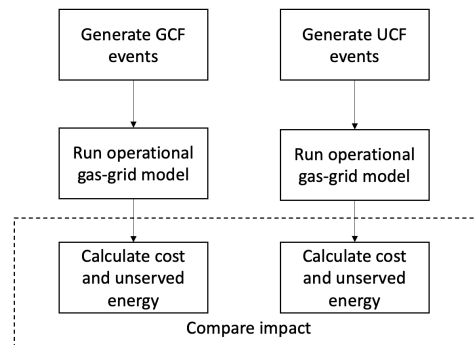 Generate GCF
events
Generate UCF
events
Run operational
gas-grid model
Run operational
gas-grid model
Calculate cost
and unserved
energy
Calculate cost
and unserved
energy
Compare impact